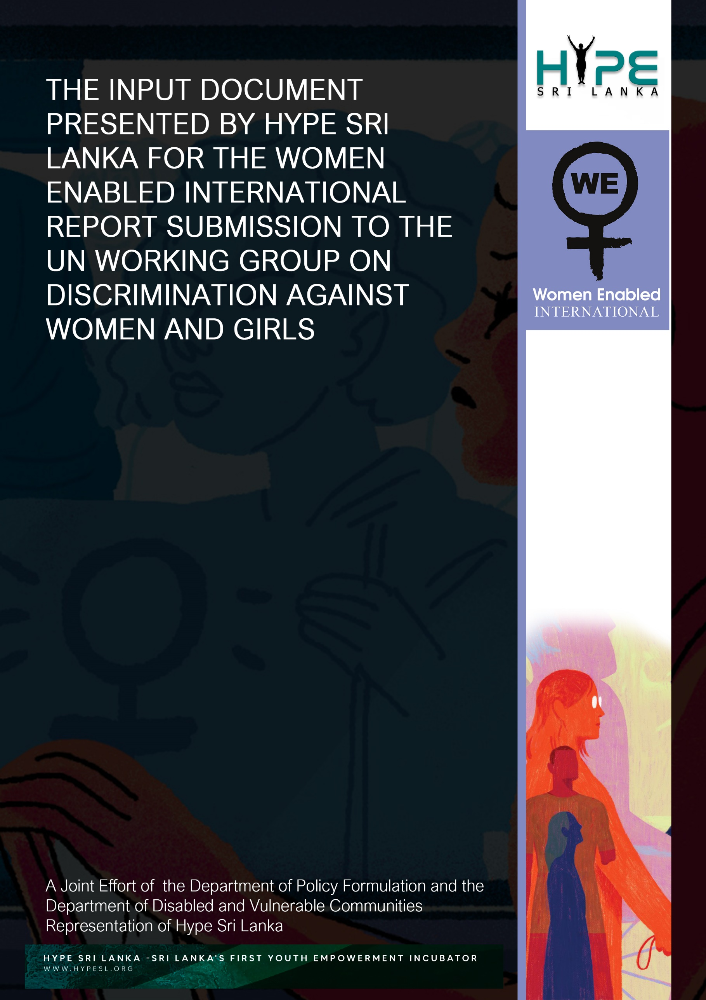 THE INPUT DOCUMENT
PRESENTED BY HYPE SRI
LANKA FOR THE WOMEN
ENABLED INTERNATIONAL
REPORT SUBMISSION TO THE
UN WORKING GROUP ON
DISCRIMINATION AGAINST
WOMEN AND GIRLS
HYPE
SRI LANKA
WE
Women Enabled
INTERNATIONAL
A Joint Effort of  the Department of Policy Formulation and the
Department of Disabled and Vulnerable Communities
Representation of Hype Sri Lanka
HYPE SRI LANKA -SRI LANKA'S FIRST YOUTH EMPOWERMENT INCUBATOR
WWW.HYPESL.ORG